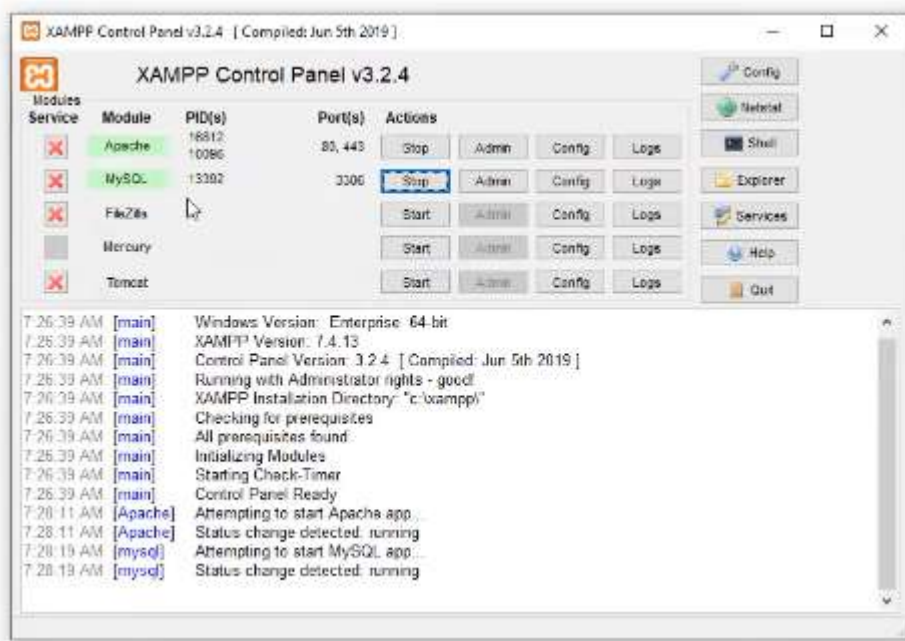 XAMPP Control Panel v3.2.4 [ Compiled: Jun 5th 2019 ]
XAMPP Control Panel v3.2.4
Config
Modules
Service Module PID(s) Port(s) Actions
Netstat
Apache 18812 10096 80, 443 Stop Admin Config Logs
Shell
MySQL 13392 3306 Stop Admin Config Logs
Explorer
FileZilla Start Admin Config Logs
Services
Mercury Start Admin Config Logs
Help
Tomcat Start Admin Config Logs
Quit
7:26:39 AM [main] Windows Version: Enterprise 64-bit
7:26:39 AM [main] XAMPP Version: 7.4.13
7:26:39 AM [main] Control Panel Version: 3.2.4 [ Compiled: Jun 5th 2019 ]
7:26:39 AM [main] Running with Administrator rights - good!
7:26:39 AM [main] XAMPP Installation Directory: "c:\xampp\"
7:26:39 AM [main] Checking for prerequisites
7:26:39 AM [main] All prerequisites found
7:26:39 AM [main] Initializing Modules
7:26:39 AM [main] Starting Check-Timer
7:26:39 AM [main] Control Panel Ready
7:28:11 AM [Apache] Attempting to start Apache app...
7:28:11 AM [Apache] Status change detected: running
7:28:19 AM [mysql] Attempting to start MySQL app...
7:28:19 AM [mysql] Status change detected: running